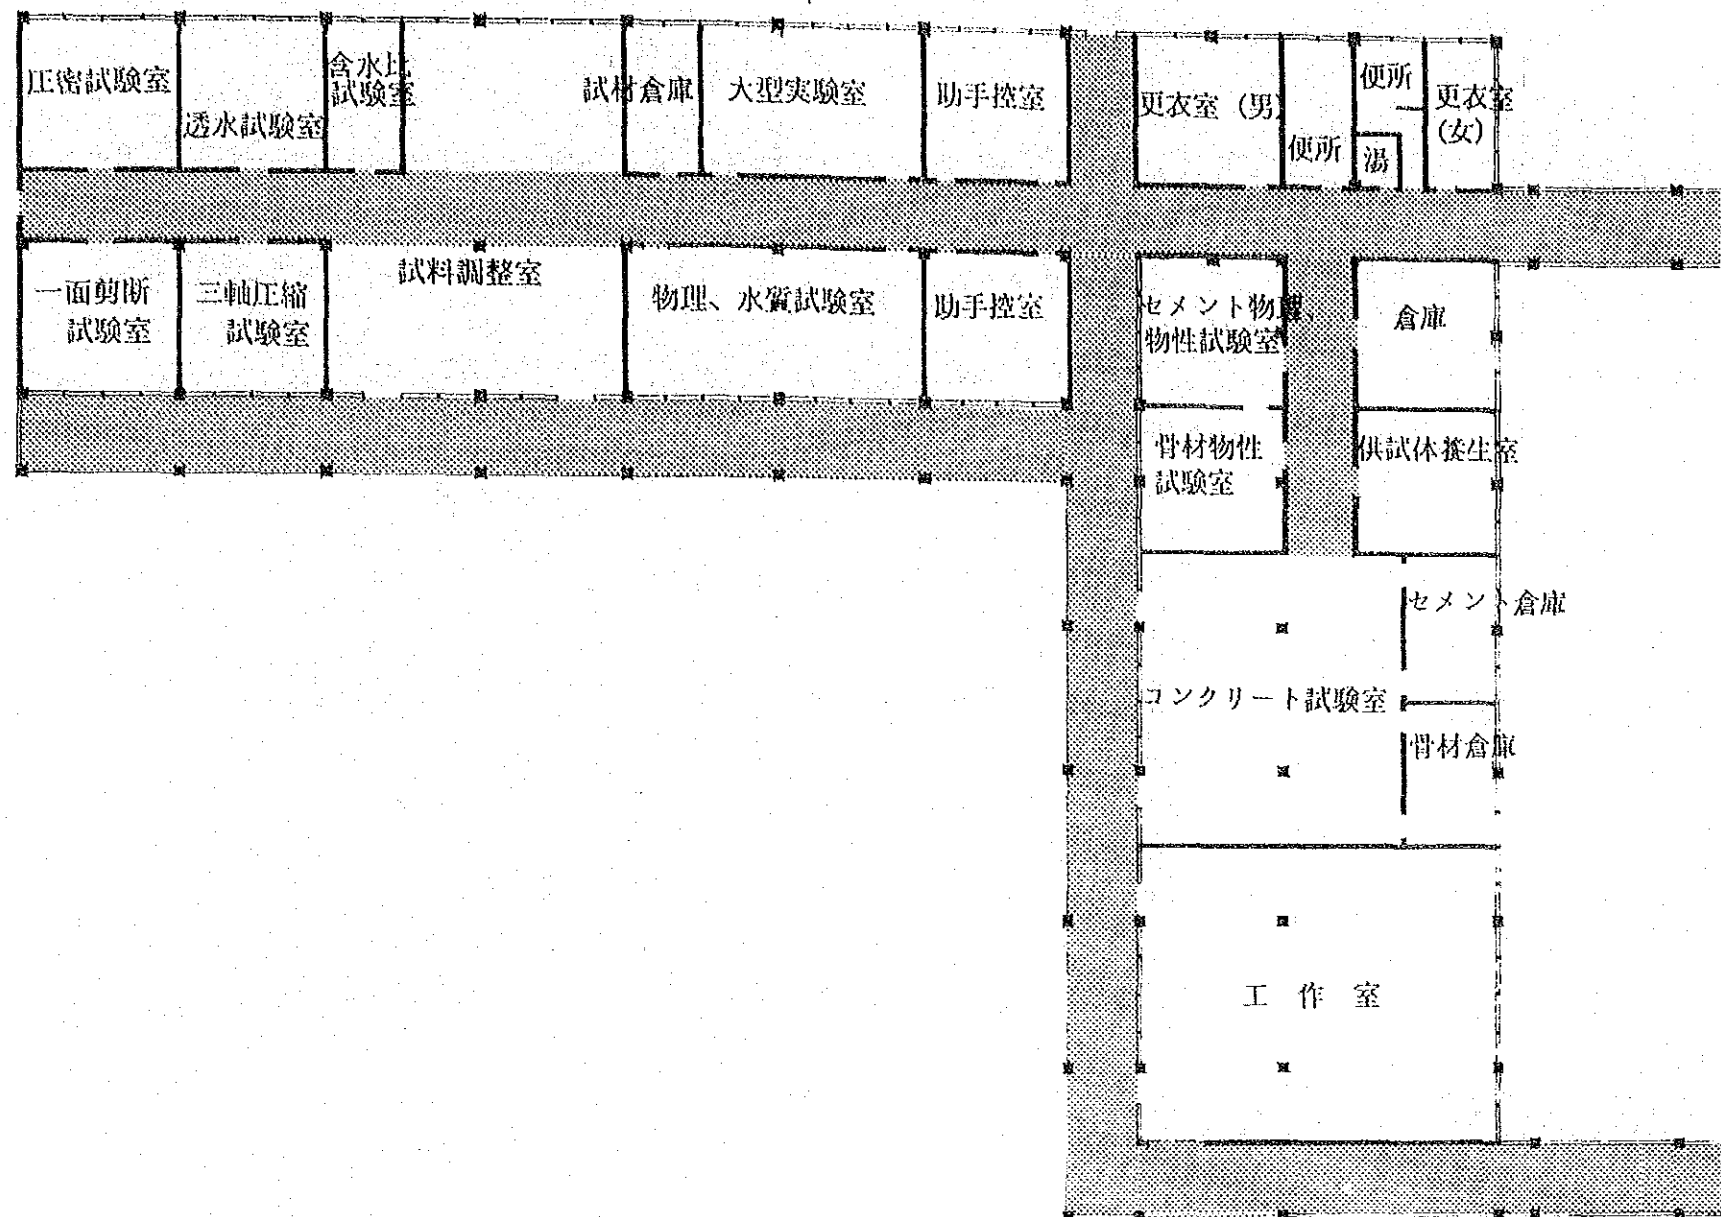 圧密試験室
透水試験室
含水比
試験室
試材倉庫
大型実験室
助手控室
更衣室（男）
便所
便所
湯
更衣室
（女）
一面剪断
試験室
三軸圧縮
試験室
試料調整室
物理、水質試験室
助手控室
セメント物理、
物性試験室
倉庫
骨材物性
試験室
供試体養生室
セメント倉庫
コンクリート試験室
骨材倉庫
工作室